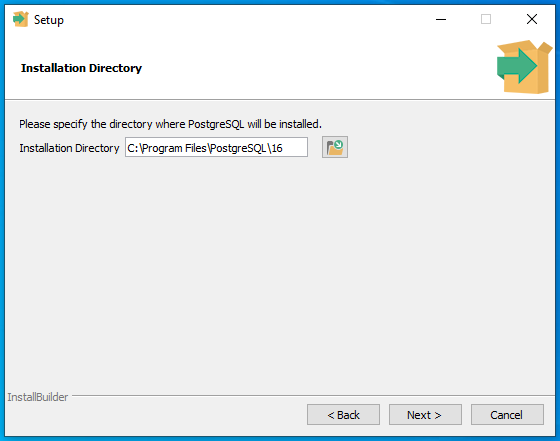 Setup
Installation Directory
Please specify the directory where PostgreSQL will be installed.
Installation Directory C:\Program Files\PostgreSQL\16
InstallBuilder
< Back Next > Cancel